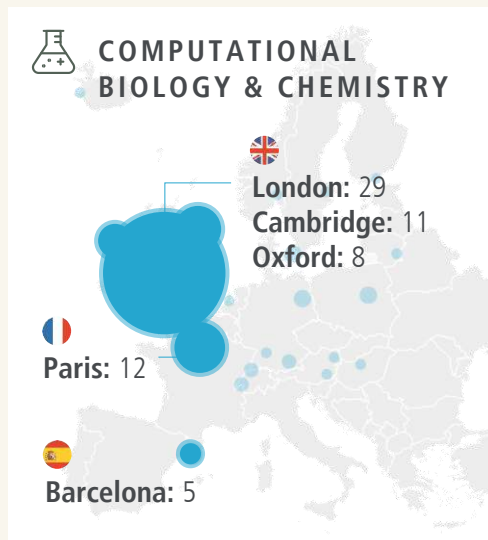 COMPUTATIONAL
BIOLOGY & CHEMISTRY
London: 29
Cambridge: 11
Oxford: 8
Paris: 12
Barcelona: 5